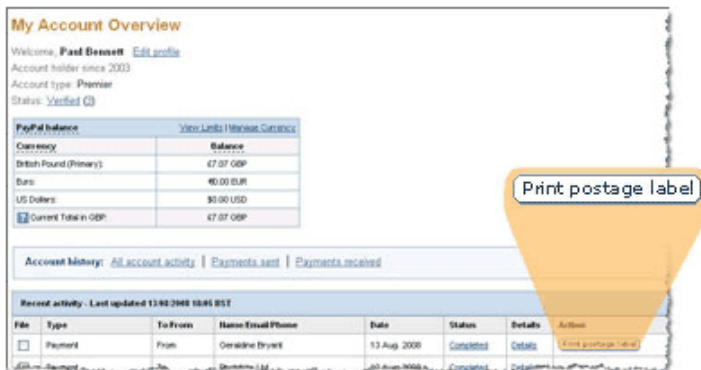 My Account Overview
Welcome, Paul Bennett Edit profile
Account holder since 2003
Account type: Premier
Status: Verified (3)
PayPal balance View Limits | Manage Currency
Currency Balance
British Pound (Primary): £7.07 GBP
Euro: €0.00 EUR
US Dollars: $0.00 USD
? Current Total in GBP: £7.07 GBP
Print postage label
Account history: All account activity | Payments sent | Payments received
Recent activity - Last updated 13/08/2008 18:05 BST
File Type To From Name Email Phone Date Status Details Action
Payment From Geraldine Bryant 13 Aug. 2008 Completed Details Print postage label